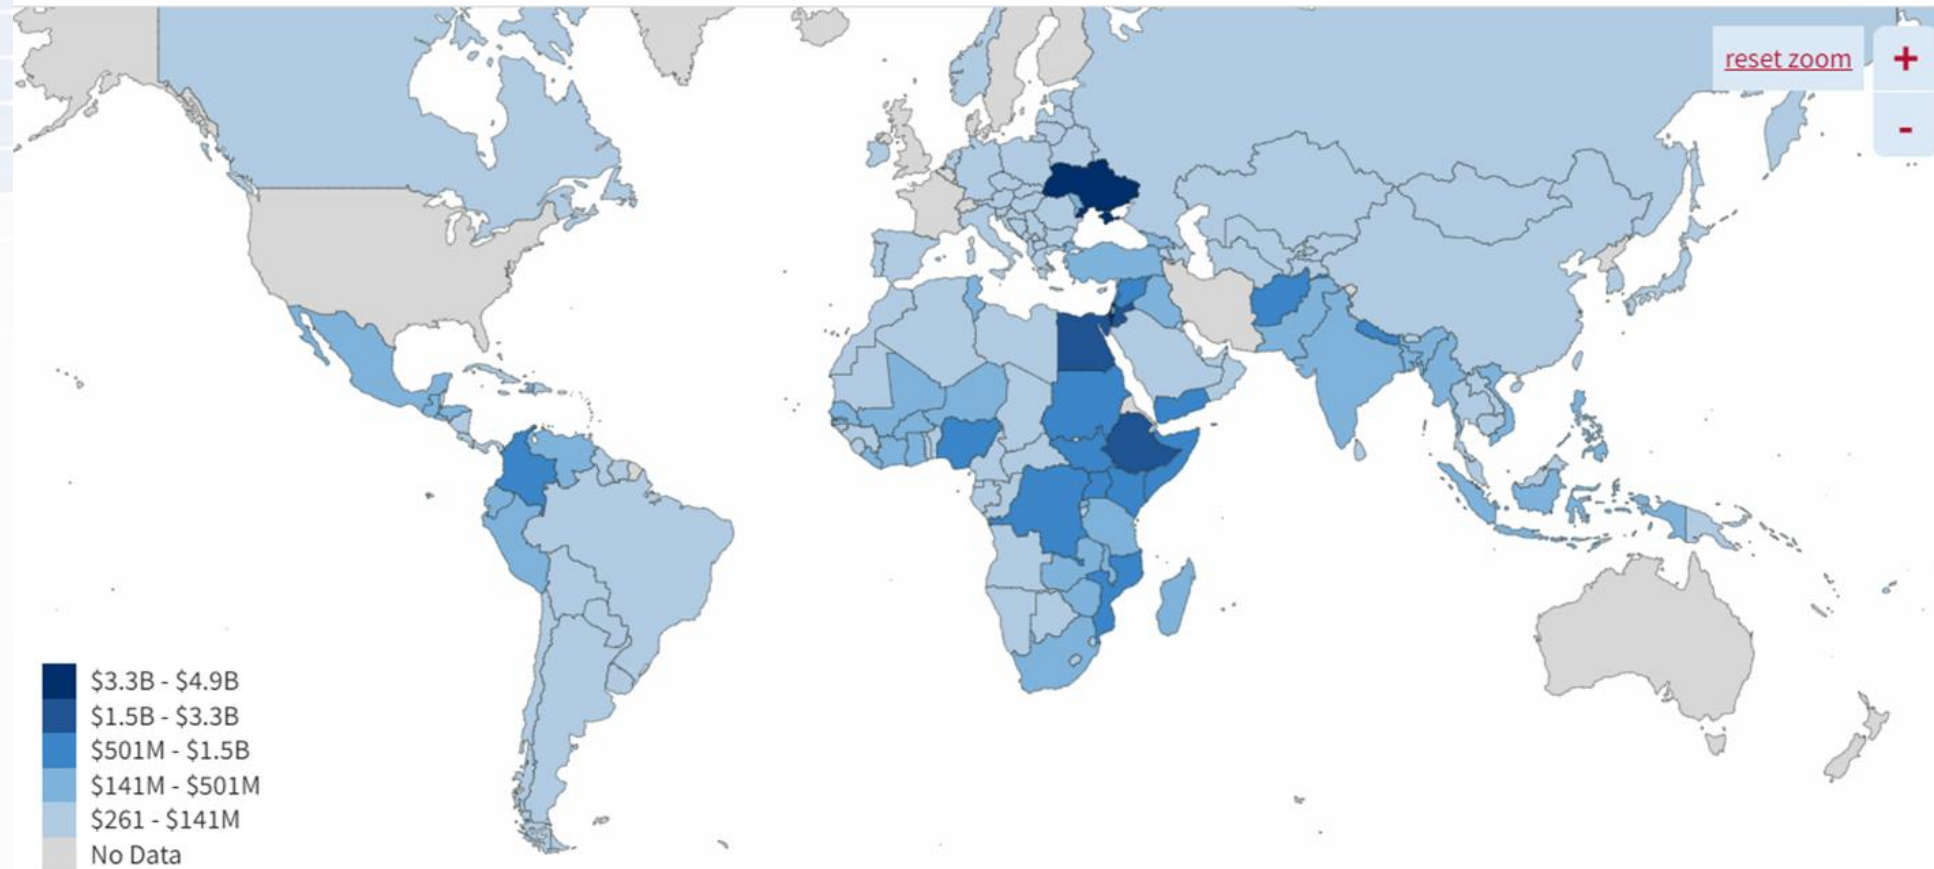 reset zoom
+
-
$3.3B - $4.9B
$1.5B - $3.3B
$501M - $1.5B
$141M - $501M
$261 - $141M
No Data